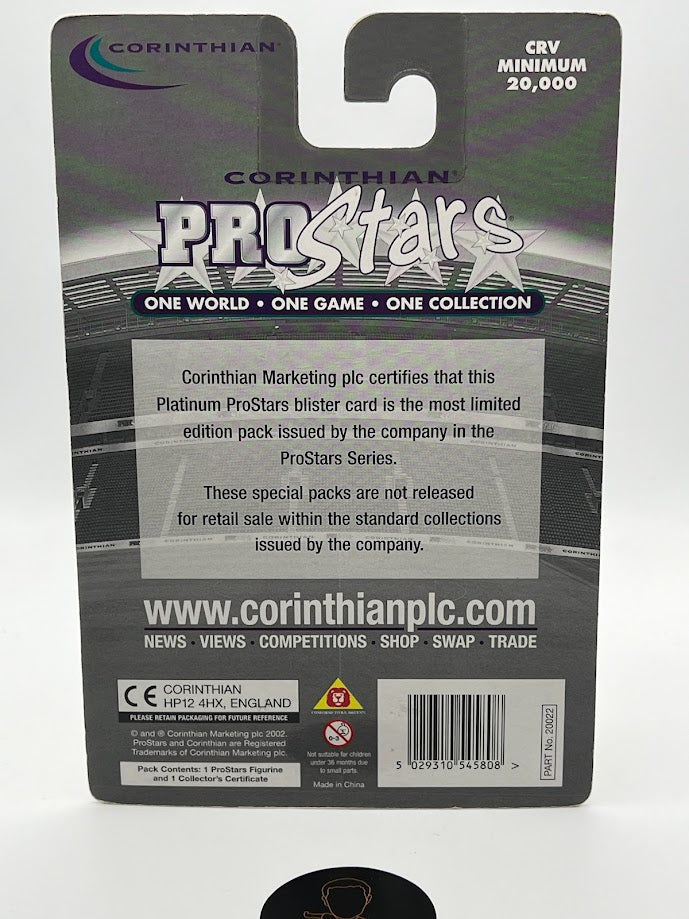 CORINTHIAN
CRV
MINIMUM
20,000
CORINTHIAN®
PROStars®
ONE WORLD • ONE GAME • ONE COLLECTION
Corinthian Marketing plc certifies that this
Platinum ProStars blister card is the most limited
edition pack issued by the company in the
ProStars Series.
These special packs are not released
for retail sale within the standard collections
issued by the company.
www.corinthianplc.com
NEWS • VIEWS • COMPETITIONS • SHOP • SWAP • TRADE
CE CORINTHIAN
HP12 4HX, ENGLAND
PLEASE RETAIN PACKAGING FOR FUTURE REFERENCE
© and ® Corinthian Marketing plc 2002.
ProStars and Corinthian are Registered
Trademarks of Corinthian Marketing plc.
Pack Contents: 1 ProStars Figurine
and 1 Collector's Certificate
0-3
Not suitable for children
under 36 months due
to small parts.
Made in China
5 029310 545808 >
PART No. 20022